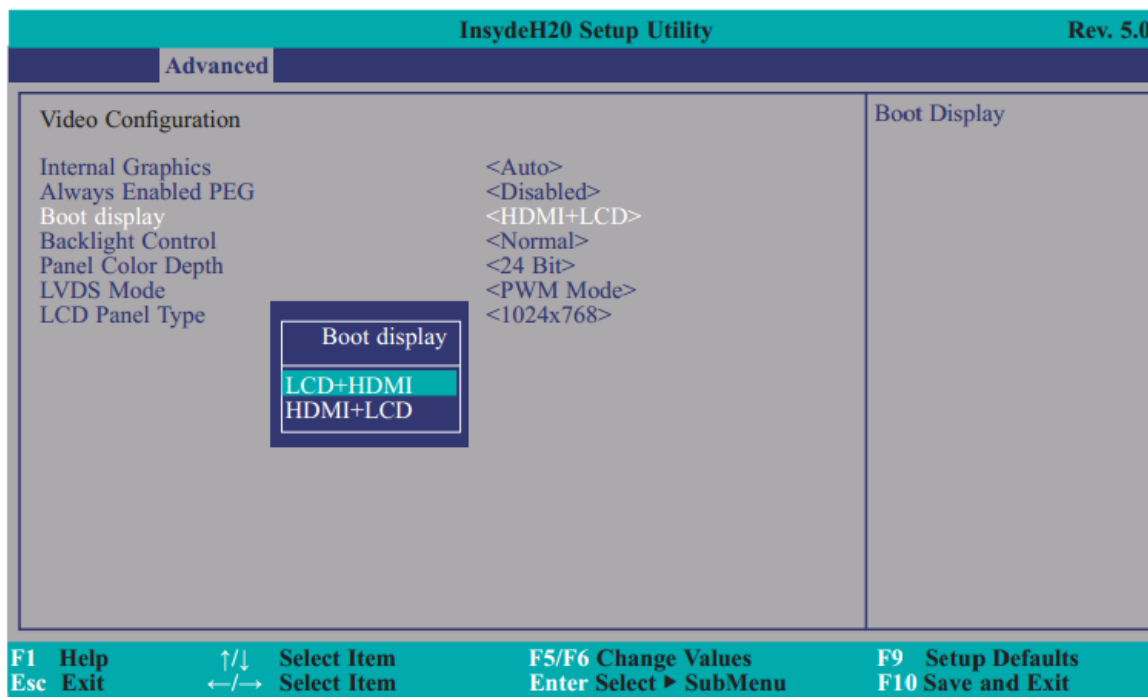 InsydeH20 Setup Utility Rev. 5.0
Advanced
Video Configuration
Boot Display
Internal Graphics <Auto>
Always Enabled PEG <Disabled>
Boot display <HDMI+LCD>
Backlight Control <Normal>
Panel Color Depth <24 Bit>
LVDS Mode <PWM Mode>
LCD Panel Type <1024x768>
Boot display
LCD+HDMI
HDMI+LCD
F1 Help ↑/↓ Select Item F5/F6 Change Values F9 Setup Defaults
Esc Exit ←/→ Select Item Enter Select ▶ SubMenu F10 Save and Exit